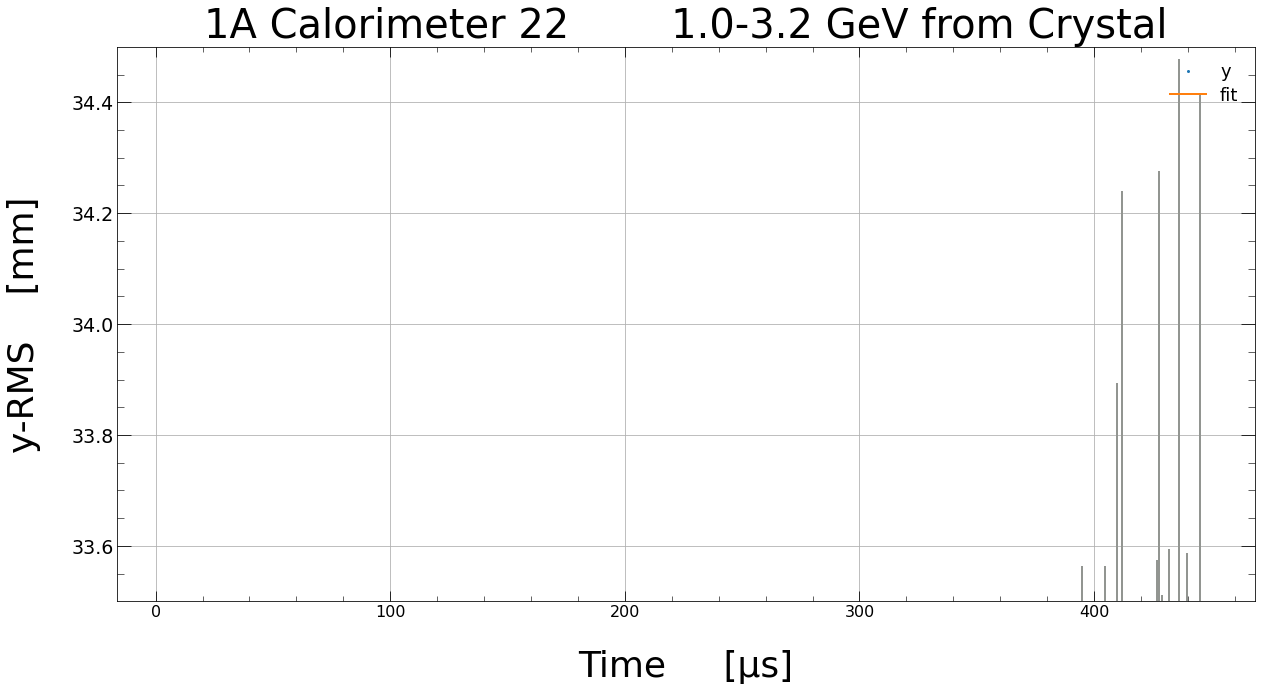 1A Calorimeter 22 1.0-3.2 GeV from Crystal
y
fit
34.4
34.2
34.0
33.8
33.6
y-RMS [mm]
0 100 200 300 400
Time [µs]